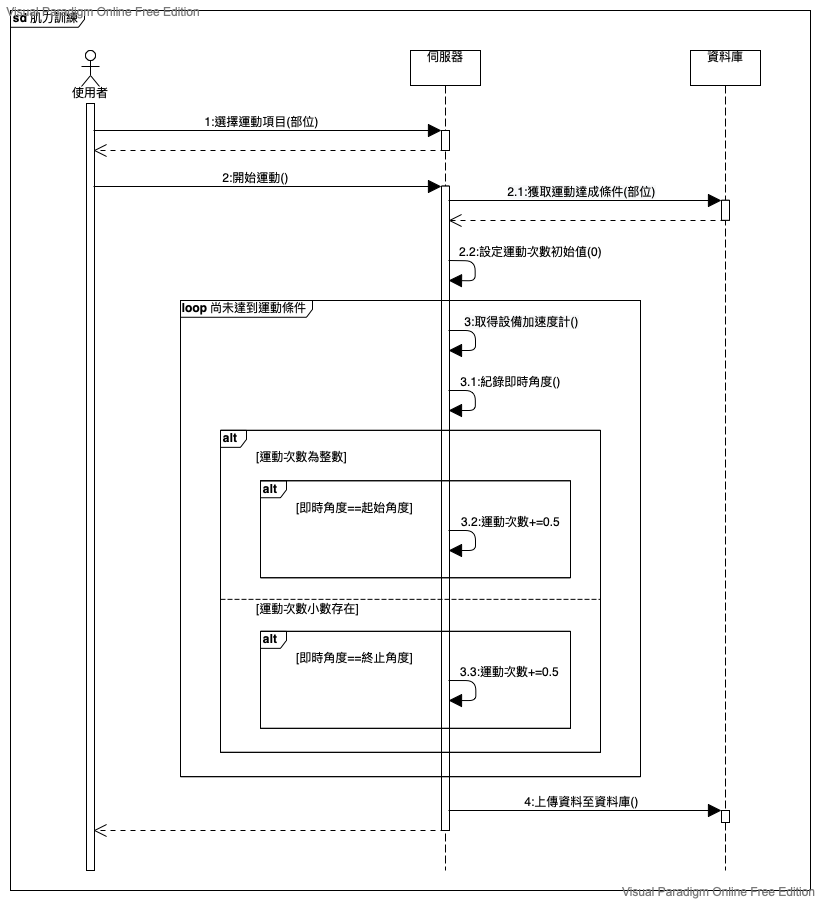 Visual Paradigm Online Free Edition
sd 肌力訓練
使用者
伺服器
資料庫
1:選擇運動項目(部位)
2:開始運動()
2.1:獲取運動達成條件(部位)
2.2:設定運動次數初始值(0)
loop 尚未達到運動條件
3:取得設備加速度計()
3.1:紀錄即時角度()
alt
[運動次數為整數]
alt
[即時角度==起始角度]
3.2:運動次數+=0.5
[運動次數小數存在]
alt
[即時角度==終止角度]
3.3:運動次數+=0.5
4:上傳資料至資料庫()
Visual Paradigm Online Free Edition